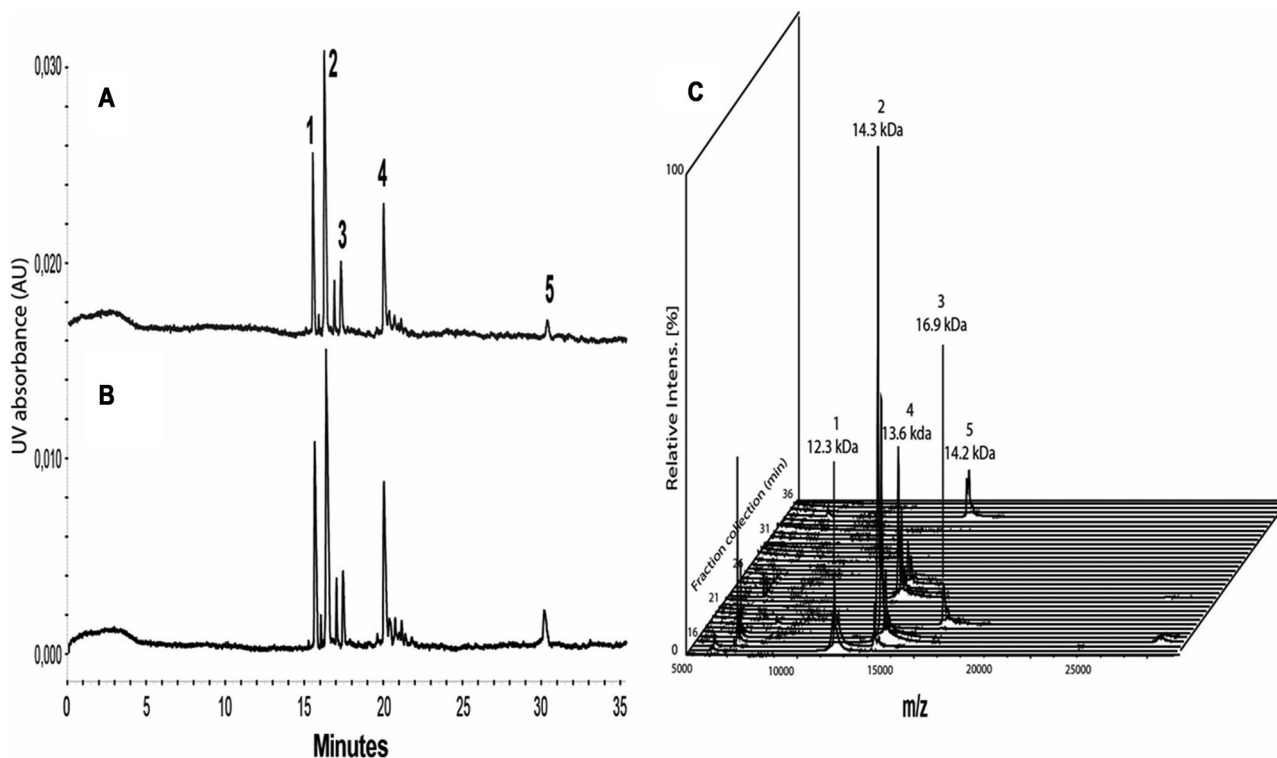 A
B
C
0,030
0,020
0,010
0,000
UV absorbance (AU)
1
2
3
4
5
0
5
10
15
20
25
30
35
Minutes
100
0
Relative Intens. [%]
Fraction collection (min)
16
21
26
31
36
1
12.3 kDa
2
14.3 kDa
3
16.9 kDa
4
13.6 kda
5
14.2 kDa
5000
10000
15000
20000
25000
m/z